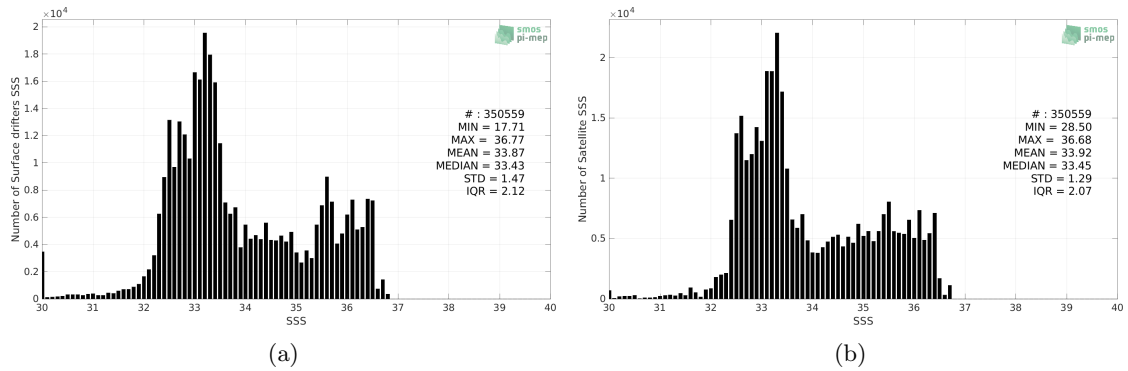 ×10⁴
smos
pi-mep
Number of Surface drifters SSS
2
1.8
1.6
1.4
1.2
1
0.8
0.6
0.4
0.2
0
# : 350559
MIN = 17.71
MAX = 36.77
MEAN = 33.87
MEDIAN = 33.43
STD = 1.47
IQR = 2.12
30 31 32 33 34 35 36 37 38 39 40
SSS
(a)
×10⁴
smos
pi-mep
Number of Satellite SSS
2
1.5
1
0.5
0
# : 350559
MIN = 28.50
MAX = 36.68
MEAN = 33.92
MEDIAN = 33.45
STD = 1.29
IQR = 2.07
30 31 32 33 34 35 36 37 38 39 40
SSS
(b)